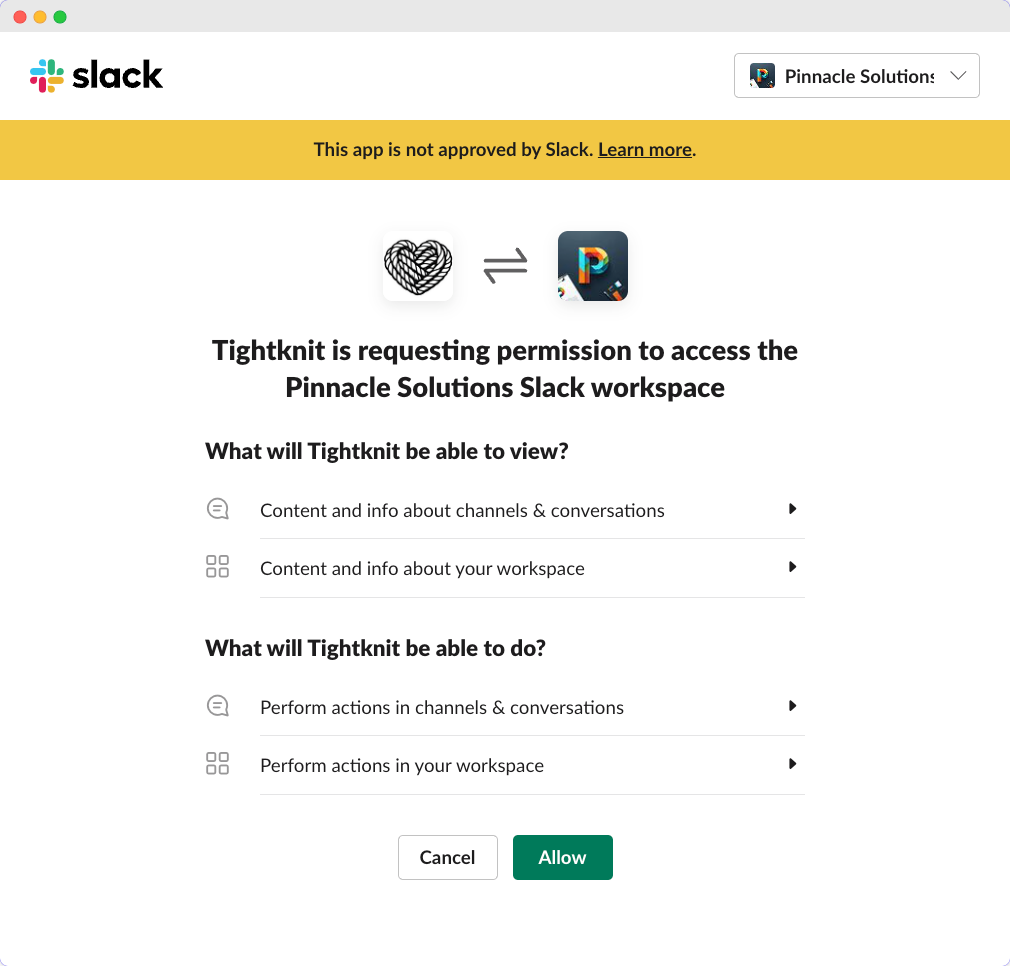 slack
Pinnacle Solutions
This app is not approved by Slack. Learn more.
Tightknit is requesting permission to access the
Pinnacle Solutions Slack workspace
What will Tightknit be able to view?
Content and info about channels & conversations
Content and info about your workspace
What will Tightknit be able to do?
Perform actions in channels & conversations
Perform actions in your workspace
Cancel
Allow